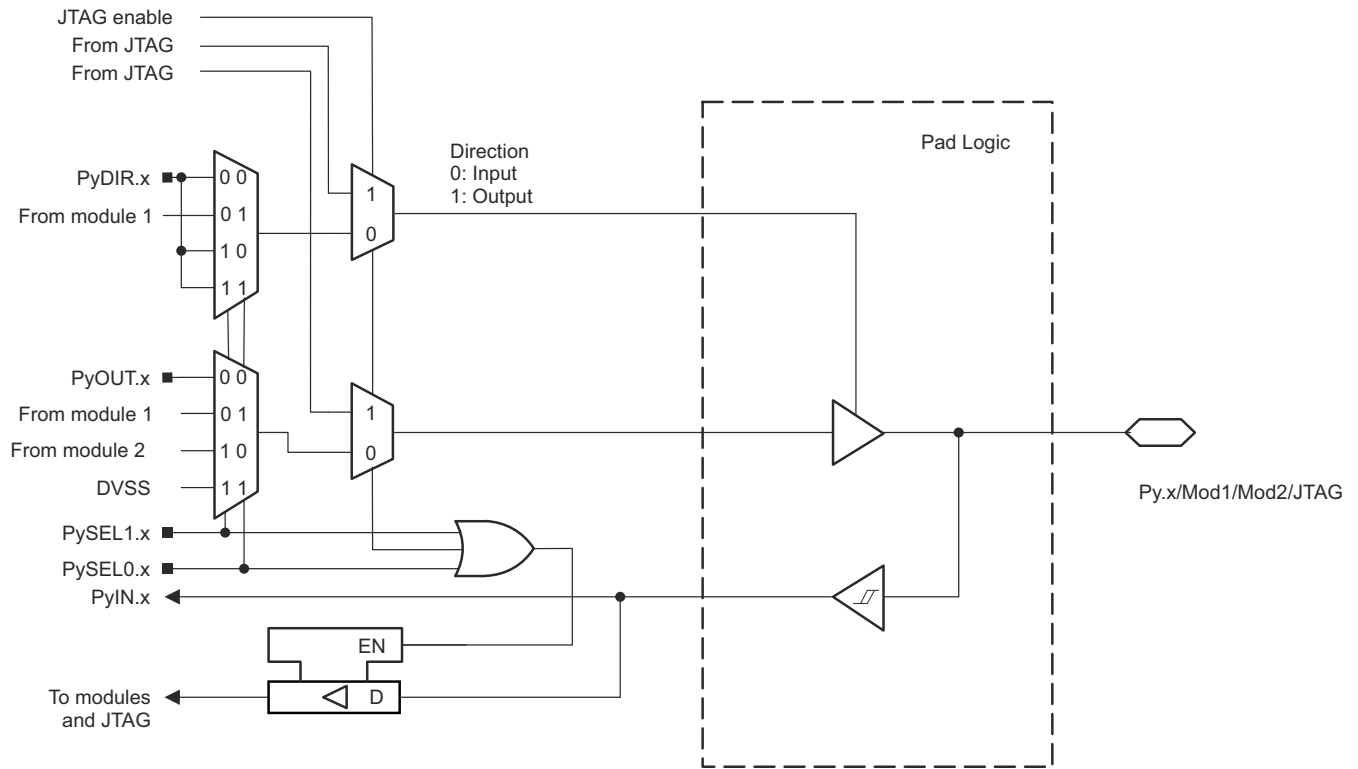 JTAG enable
From JTAG
From JTAG
Direction
0: Input
1: Output
Pad Logic
PyDIR.x
0 0
From module 1
0 1
1 0
1 1
1
0
PyOUT.x
0 0
From module 1
0 1
From module 2
1 0
DVSS
1 1
1
0
PySEL1.x
PySEL0.x
PyIN.x
EN
D
To modules
and JTAG
Py.x/Mod1/Mod2/JTAG